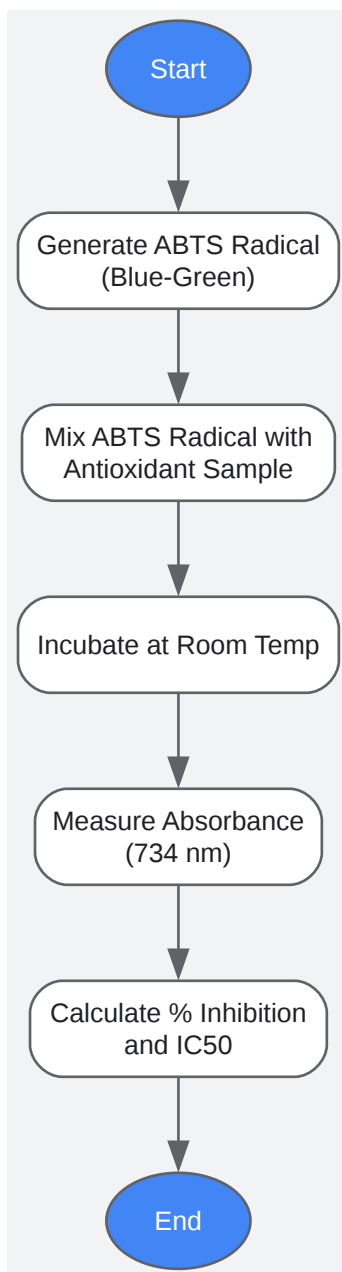 Start
Generate ABTS Radical
(Blue-Green)
Mix ABTS Radical with
Antioxidant Sample
Incubate at Room Temp
Measure Absorbance
(734 nm)
Calculate % Inhibition
and IC50
End